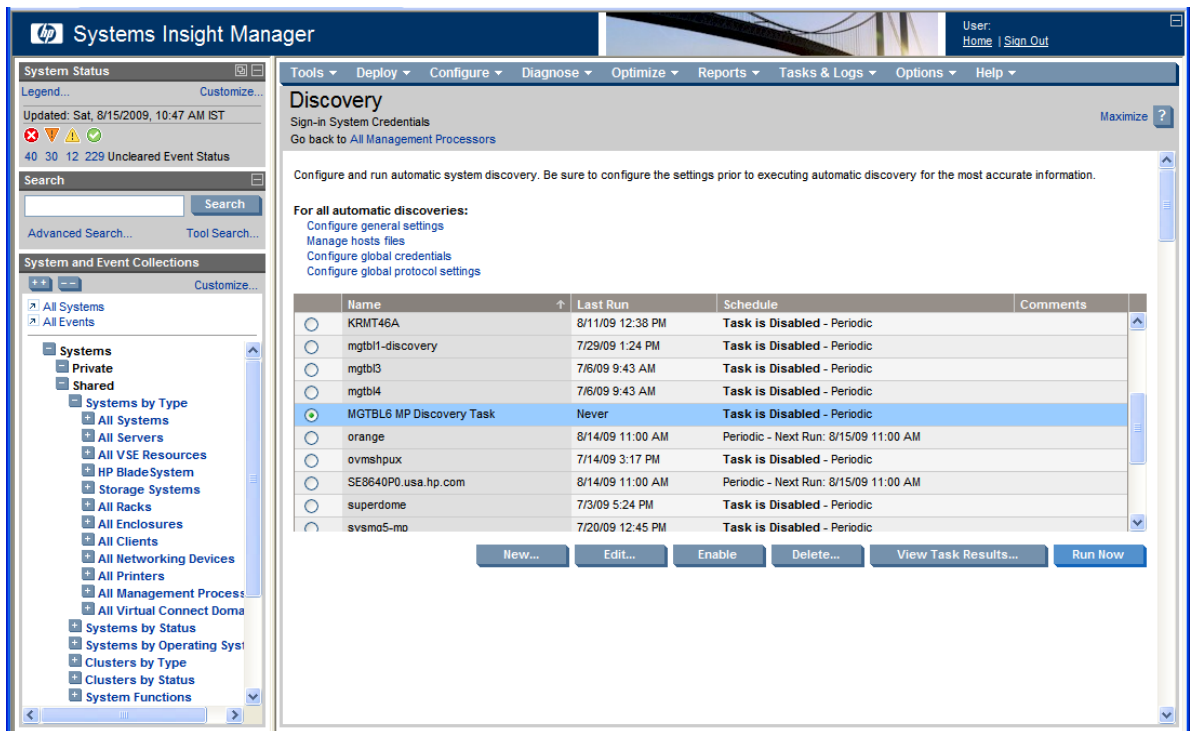 hp Systems Insight Manager
User:
Home | Sign Out
System Status
Legend... Customize...
Updated: Sat, 8/15/2009, 10:47 AM IST
40 30 12 229 Uncleared Event Status
Search
Search
Advanced Search... Tool Search...
System and Event Collections
++ -- Customize...
All Systems
All Events
Systems
Private
Shared
Systems by Type
All Systems
All Servers
All VSE Resources
HP BladeSystem
Storage Systems
All Racks
All Enclosures
All Clients
All Networking Devices
All Printers
All Management Process
All Virtual Connect Doma
Systems by Status
Systems by Operating Syst
Clusters by Type
Clusters by Status
System Functions
Tools Deploy Configure Diagnose Optimize Reports Tasks & Logs Options Help
Discovery
Sign-in System Credentials
Go back to All Management Processors
Maximize ?
Configure and run automatic system discovery. Be sure to configure the settings prior to executing automatic discovery for the most accurate information.
For all automatic discoveries:
Configure general settings
Manage hosts files
Configure global credentials
Configure global protocol settings
Name Last Run Schedule Comments
KRMT46A 8/11/09 12:38 PM Task is Disabled - Periodic
mgtbl1-discovery 7/29/09 1:24 PM Task is Disabled - Periodic
mgtbl3 7/6/09 9:43 AM Task is Disabled - Periodic
mgtbl4 7/6/09 9:43 AM Task is Disabled - Periodic
MGTBL6 MP Discovery Task Never Task is Disabled - Periodic
orange 8/14/09 11:00 AM Periodic - Next Run: 8/15/09 11:00 AM
ovmshpux 7/14/09 3:17 PM Task is Disabled - Periodic
SE8640P0.usa.hp.com 8/14/09 11:00 AM Periodic - Next Run: 8/15/09 11:00 AM
superdome 7/3/09 5:24 PM Task is Disabled - Periodic
sysmg5-mp 7/20/09 12:45 PM Task is Disabled - Periodic
New... Edit... Enable Delete... View Task Results... Run Now